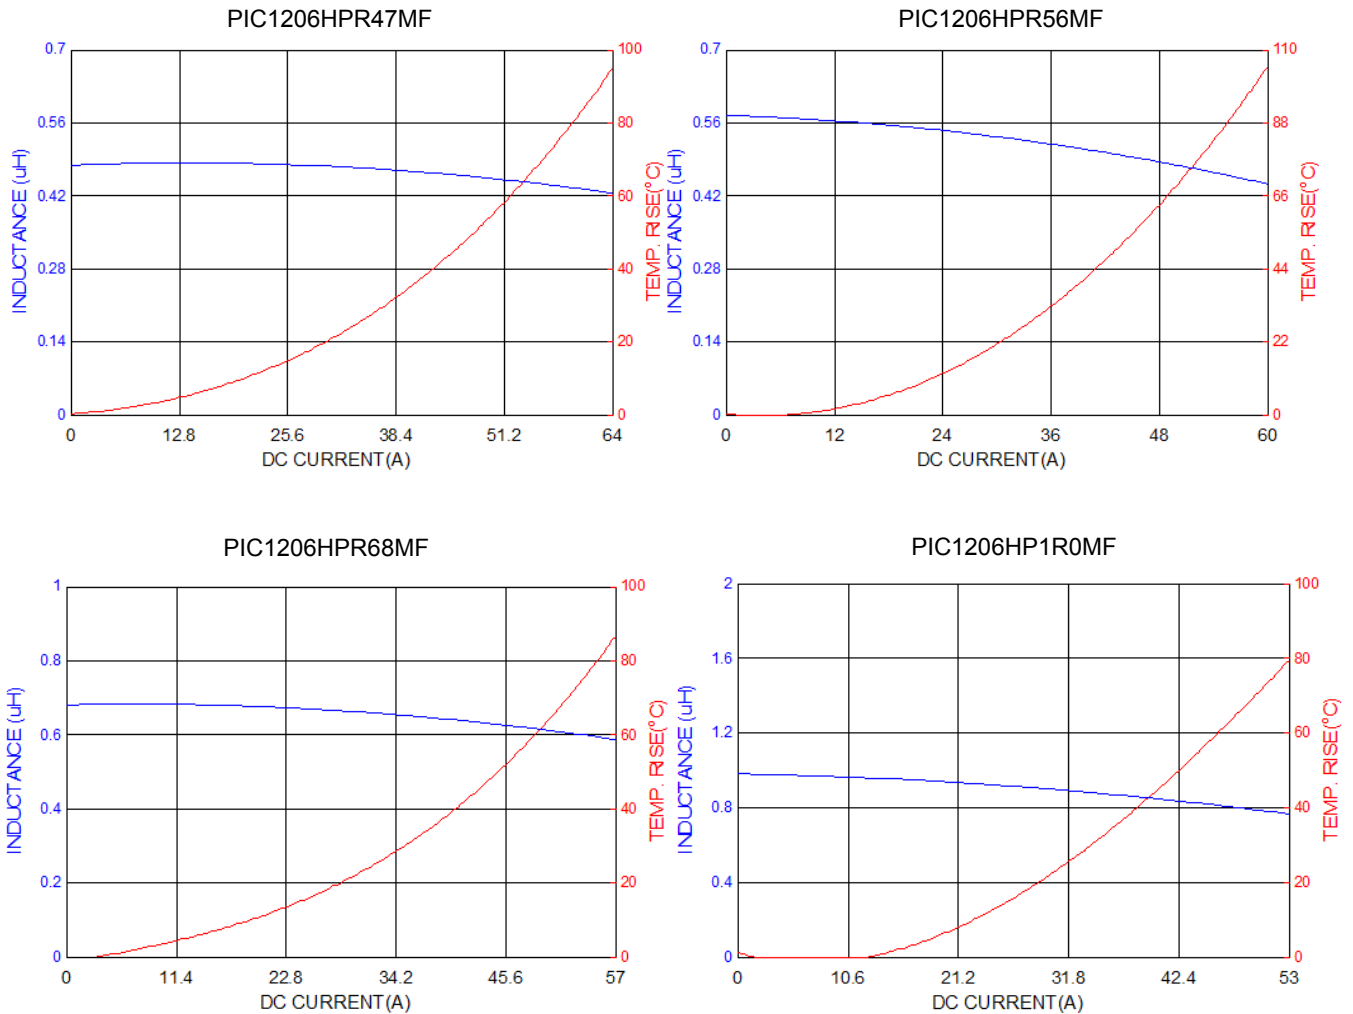 PIC1206HPR47MF
0.7
0.56
0.42
0.28
0.14
0
INDUCTANCE (uH)
100
80
60
40
20
0
TEMP. RISE(°C)
0 12.8 25.6 38.4 51.2 64
DC CURRENT(A)
PIC1206HPR56MF
0.7
0.56
0.42
0.28
0.14
0
INDUCTANCE (uH)
110
88
66
44
22
0
TEMP. RISE(°C)
0 12 24 36 48 60
DC CURRENT(A)
PIC1206HPR68MF
1
0.8
0.6
0.4
0.2
0
INDUCTANCE (uH)
100
80
60
40
20
0
TEMP. RISE(°C)
0 11.4 22.8 34.2 45.6 57
DC CURRENT(A)
PIC1206HP1R0MF
2
1.6
1.2
0.8
0.4
0
INDUCTANCE (uH)
100
80
60
40
20
0
TEMP. RISE(°C)
0 10.6 21.2 31.8 42.4 53
DC CURRENT(A)